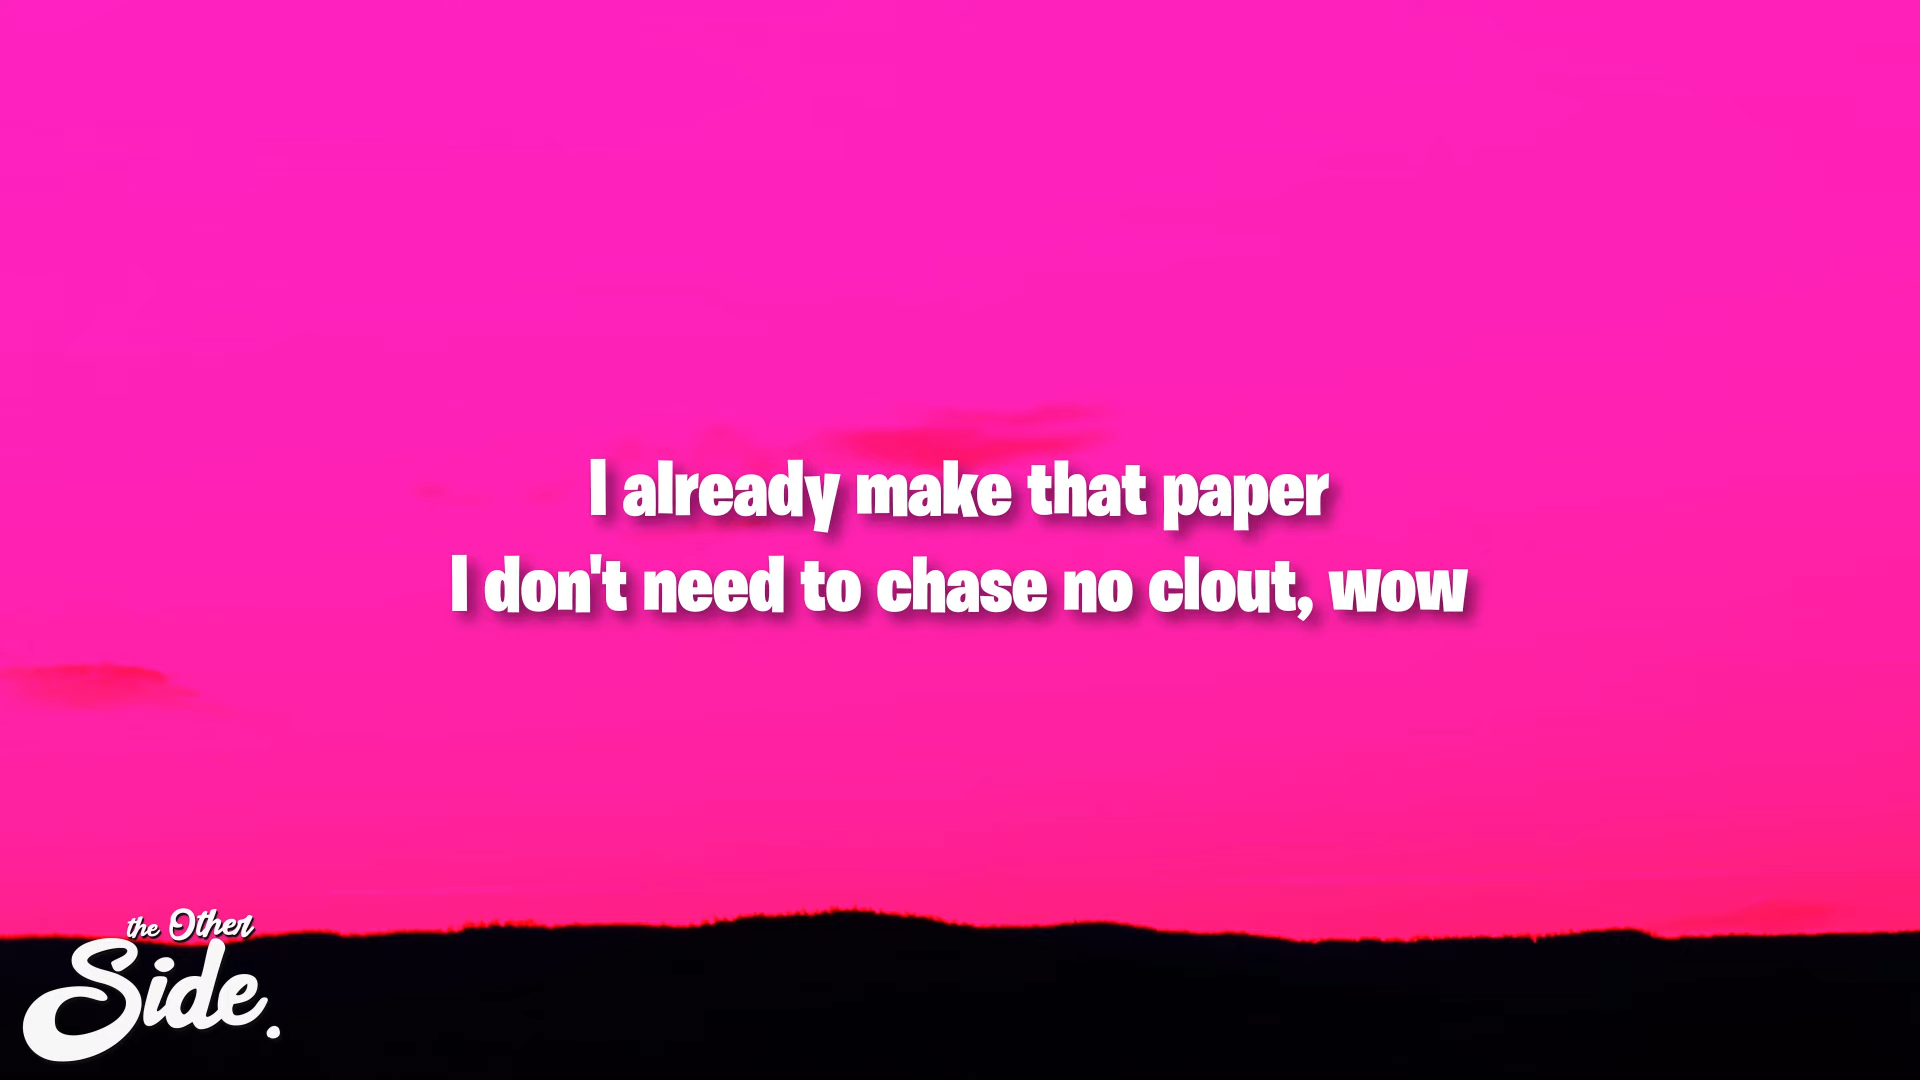 I already make that paper
I don't need to chase no clout, wow
the Other
Side.